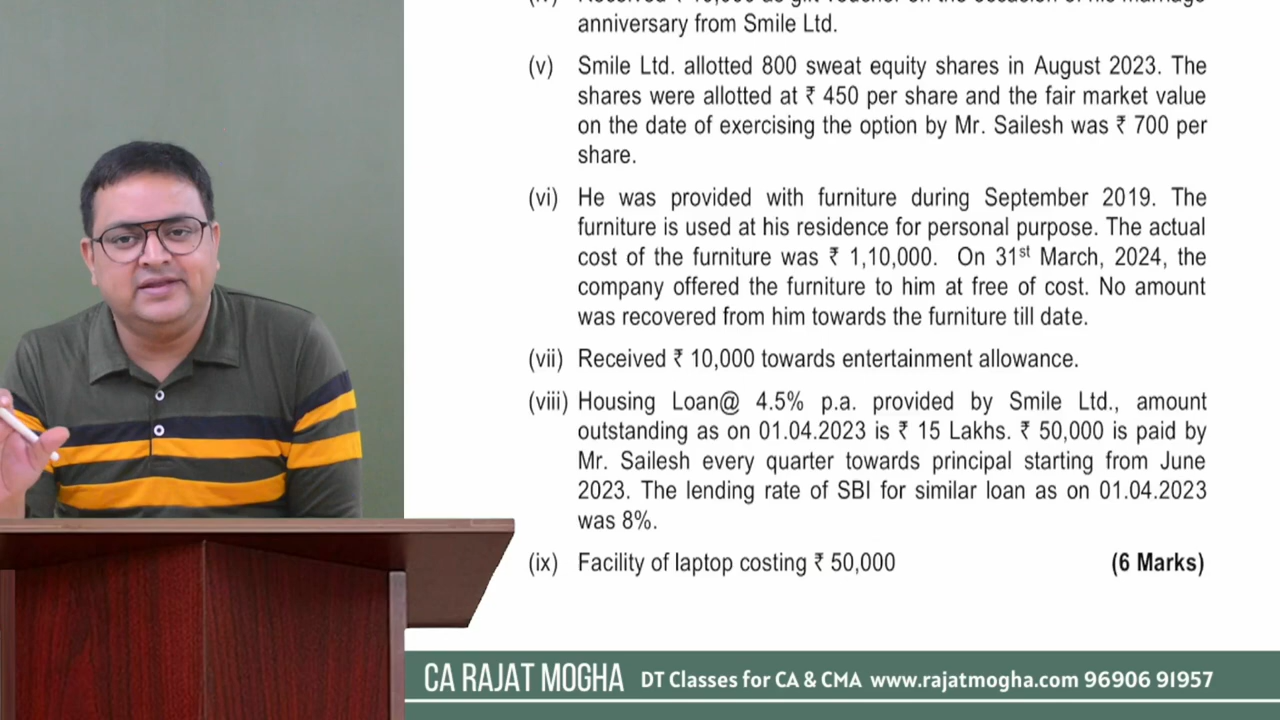 anniversary from Smile Ltd.
(v) Smile Ltd. allotted 800 sweat equity shares in August 2023. The
shares were allotted at ₹ 450 per share and the fair market value
on the date of exercising the option by Mr. Sailesh was ₹ 700 per
share.
(vi) He was provided with furniture during September 2019. The
furniture is used at his residence for personal purpose. The actual
cost of the furniture was ₹ 1,10,000. On 31st March, 2024, the
company offered the furniture to him at free of cost. No amount
was recovered from him towards the furniture till date.
(vii) Received ₹ 10,000 towards entertainment allowance.
(viii) Housing Loan@ 4.5% p.a. provided by Smile Ltd., amount
outstanding as on 01.04.2023 is ₹ 15 Lakhs. ₹ 50,000 is paid by
Mr. Sailesh every quarter towards principal starting from June
2023. The lending rate of SBI for similar loan as on 01.04.2023
was 8%.
(ix) Facility of laptop costing ₹ 50,000 (6 Marks)
CA RAJAT MOGHA DT Classes for CA & CMA www.rajatmogha.com 96906 91957